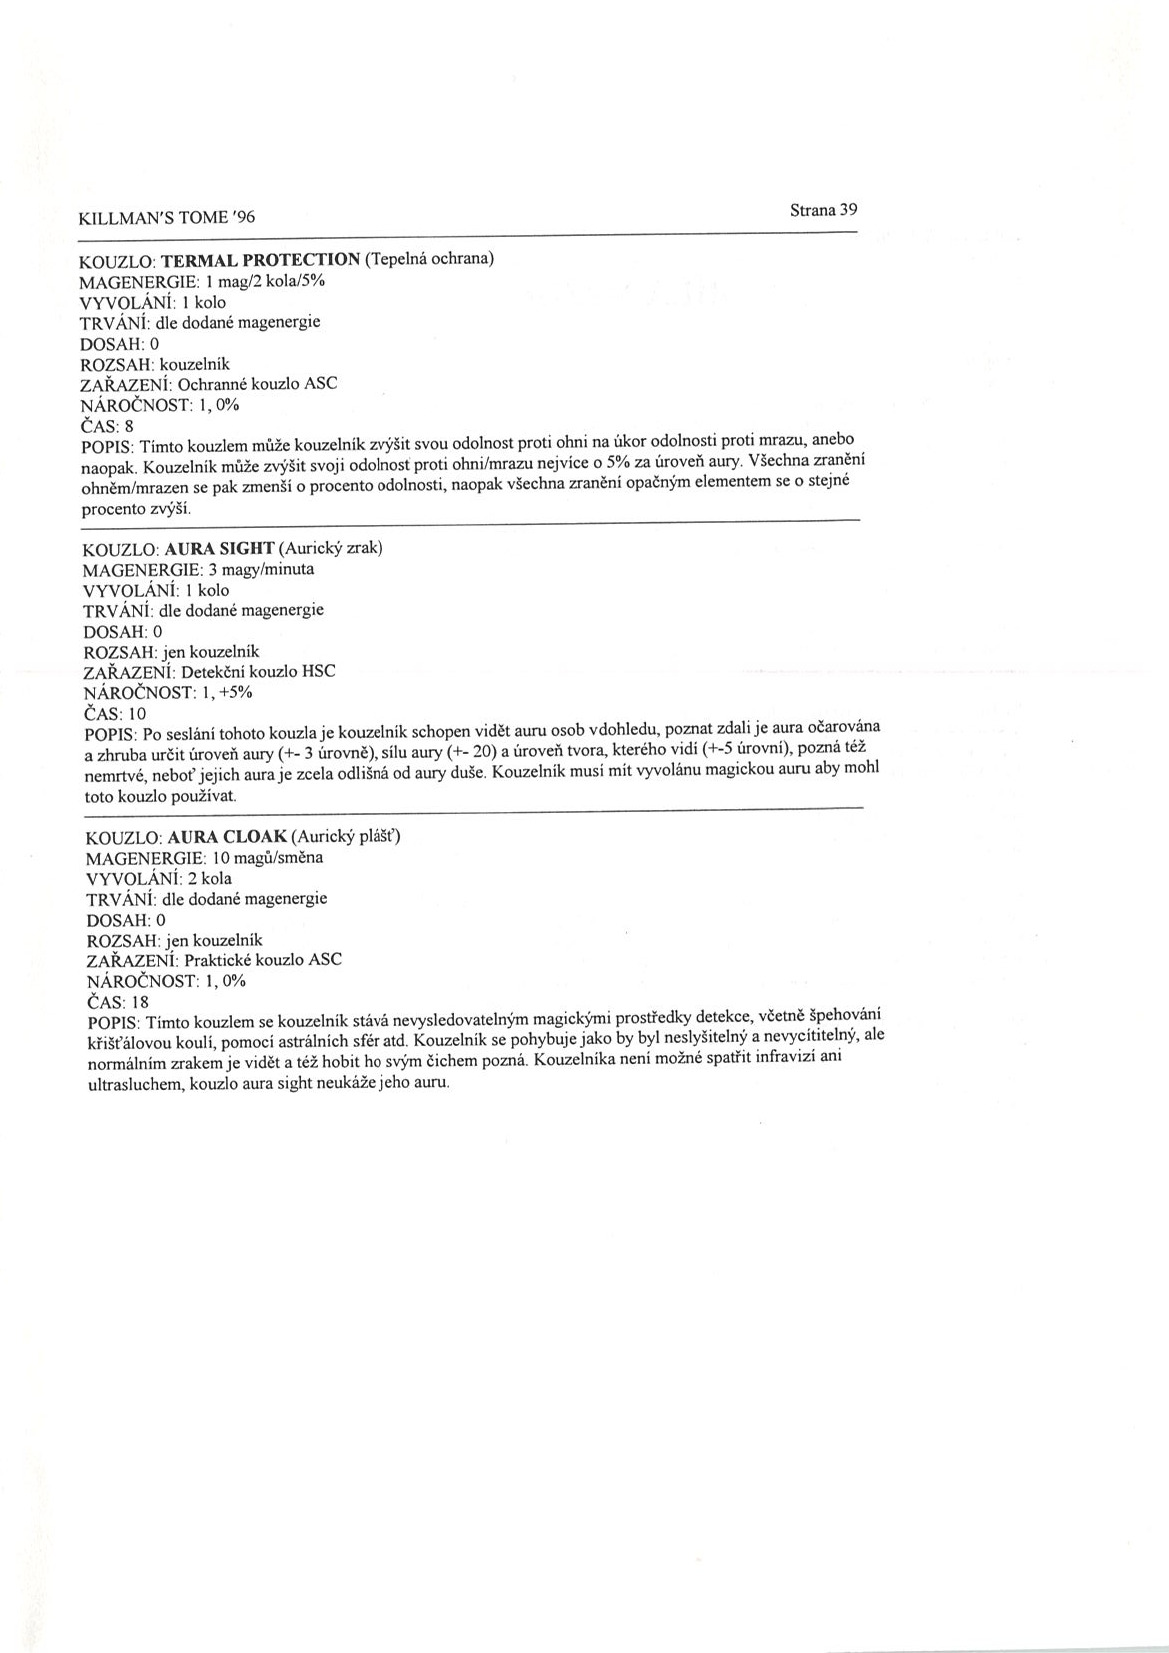 KILLMAN'S TOME '96
Strana 39
KOUZLO: TERMAL PROTECTION (Tepelná ochrana)
MAGENERGIE: 1 mag/2 kola/5%
VYVOLÁNÍ: 1 kolo
TRVÁNÍ: dle dodané magenergie
DOSAH: 0
ROZSAH: kouzelník
ZAŘAZENÍ: Ochranné kouzlo ASC
NÁROČNOST: 1, 0%
ČAS: 8
POPIS: Tímto kouzlem může kouzelník zvýšit svou odolnost proti ohni na úkor odolnosti proti mrazu, anebo
naopak. Kouzelník může zvýšit svoji odolnost proti ohni/mrazu nejvíce o 5% za úroveň aury. Všechna zranění
ohněm/mrazen se pak zmenší o procento odolnosti, naopak všechna zranění opačným elementem se o stejné
procento zvýší.
KOUZLO: AURA SIGHT (Aurický zrak)
MAGENERGIE: 3 magy/minuta
VYVOLÁNÍ: 1 kolo
TRVÁNÍ: dle dodané magenergie
DOSAH: 0
ROZSAH: jen kouzelník
ZAŘAZENÍ: Detekční kouzlo HSC
NÁROČNOST: 1, +5%
ČAS: 10
POPIS: Po seslání tohoto kouzla je kouzelník schopen vidět auru osob vdohledu, poznat zdali je aura očarována
a zhruba určit úroveň aury (+- 3 úrovně), sílu aury (+- 20) a úroveň tvora, kterého vidí (+-5 úrovní), pozná též
nemrtvé, neboť jejich aura je zcela odlišná od aury duše. Kouzelník musí mít vyvolánu magickou auru aby mohl
toto kouzlo používat.
KOUZLO: AURA CLOAK (Aurický plášť)
MAGENERGIE: 10 magů/směna
VYVOLÁNÍ: 2 kola
TRVÁNÍ: dle dodané magenergie
DOSAH: 0
ROZSAH: jen kouzelník
ZAŘAZENÍ: Praktické kouzlo ASC
NÁROČNOST: 1, 0%
ČAS: 18
POPIS: Tímto kouzlem se kouzelník stává nevysledovatelným magickými prostředky detekce, včetně špehování
křišťálovou koulí, pomocí astrálních sfér atd. Kouzelník se pohybuje jako by byl neslyšitelný a nevycítitelný, ale
normálním zrakem je vidět a též hobit ho svým čichem pozná. Kouzelníka není možné spatřit infravizí ani
ultrasluchem, kouzlo aura sight neukáže jeho auru.